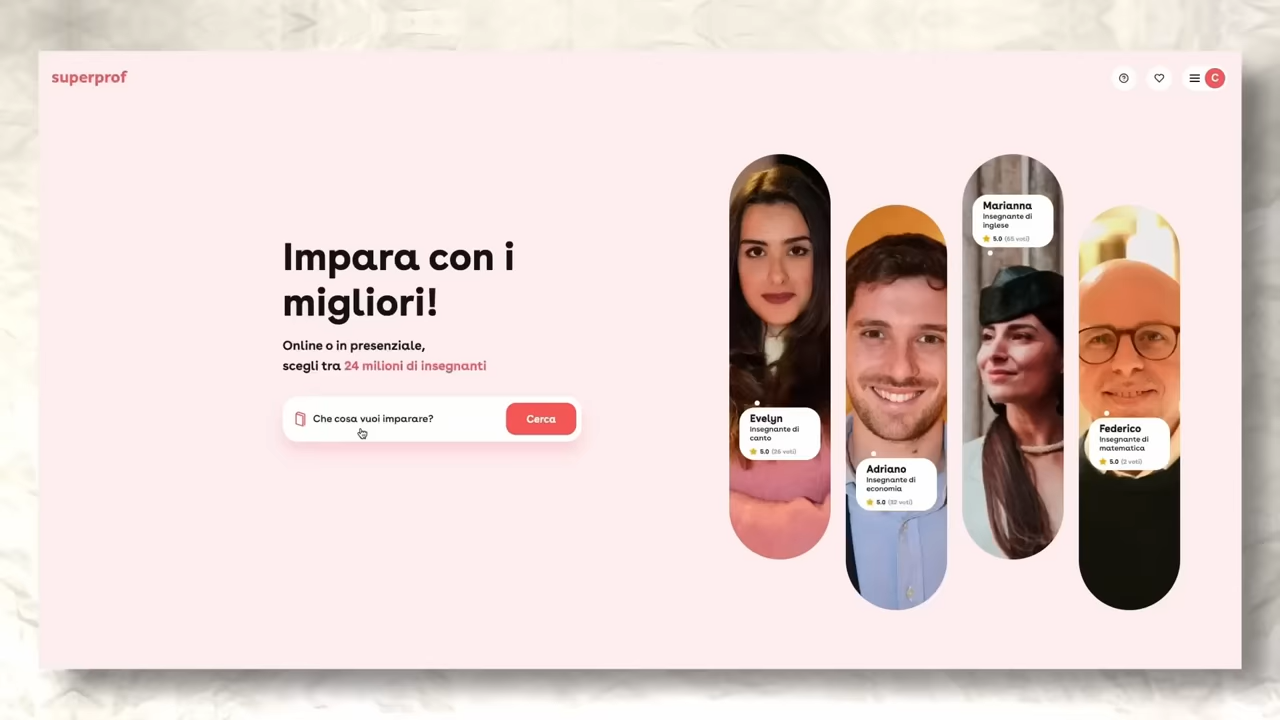 superprof
C
Impara con i
migliori!
Online o in presenziale,
scegli tra 24 milioni di insegnanti
Che cosa vuoi imparare?
Cerca
Evelyn
Insegnante di
canto
5.0 (26 voti)
Adriano
Insegnante di
economia
5.0 (32 voti)
Marianna
Insegnante di
inglese
5.0 (65 voti)
Federico
Insegnante di
matematica
5.0 (2 voti)